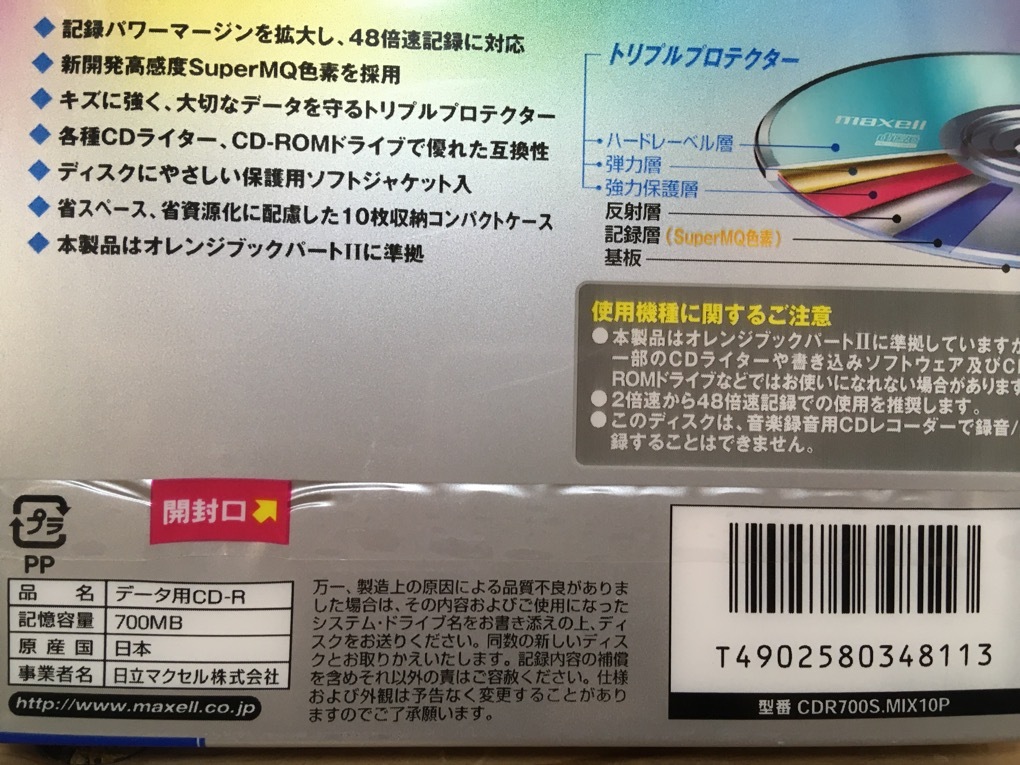 ◆ 記録パワーマージンを拡大し、48倍速記録に対応
◆ 新開発高感度SuperMQ色素を採用
◆ キズに強く、大切なデータを守るトリプルプロテクター
◆ 各種CDライター、CD-ROMドライブで優れた互換性
◆ ディスクにやさしい保護用ソフトジャケット入
◆ 省スペース、省資源化に配慮した10枚収納コンパクトケース
◆ 本製品はオレンジブックパートIIに準拠
トリプルプロテクター
maxell
ハードレーベル層
弾力層
強力保護層
反射層
記録層(SuperMQ色素)
基板
使用機種に関するご注意
●本製品はオレンジブックパートIIに準拠していますが
一部のCDライターや書き込みソフトウェア及びCD
ROMドライブなどではお使いになれない場合があります
●2倍速から48倍速記録での使用を推奨します。
●このディスクは、音楽録音用CDレコーダーで録音/
録することはできません。
プラ
PP
開封口
品 名 データ用CD-R
記憶容量 700MB
原産国 日本
事業者名 日立マクセル株式会社
http://www.maxell.co.jp
万一、製造上の原因による品質不良がありま
した場合は、その内容およびご使用になった
システム・ドライブ名をお書き添えの上、ディ
スクをお送りください。同数の新しいディス
クとお取りかえいたします。記録内容の補償
を含めそれ以外の責はご容赦ください。仕様
および外観は予告なく変更することがあり
ますのでご了承願います。
T4902580348113
型番 CDR700S.MIX10P